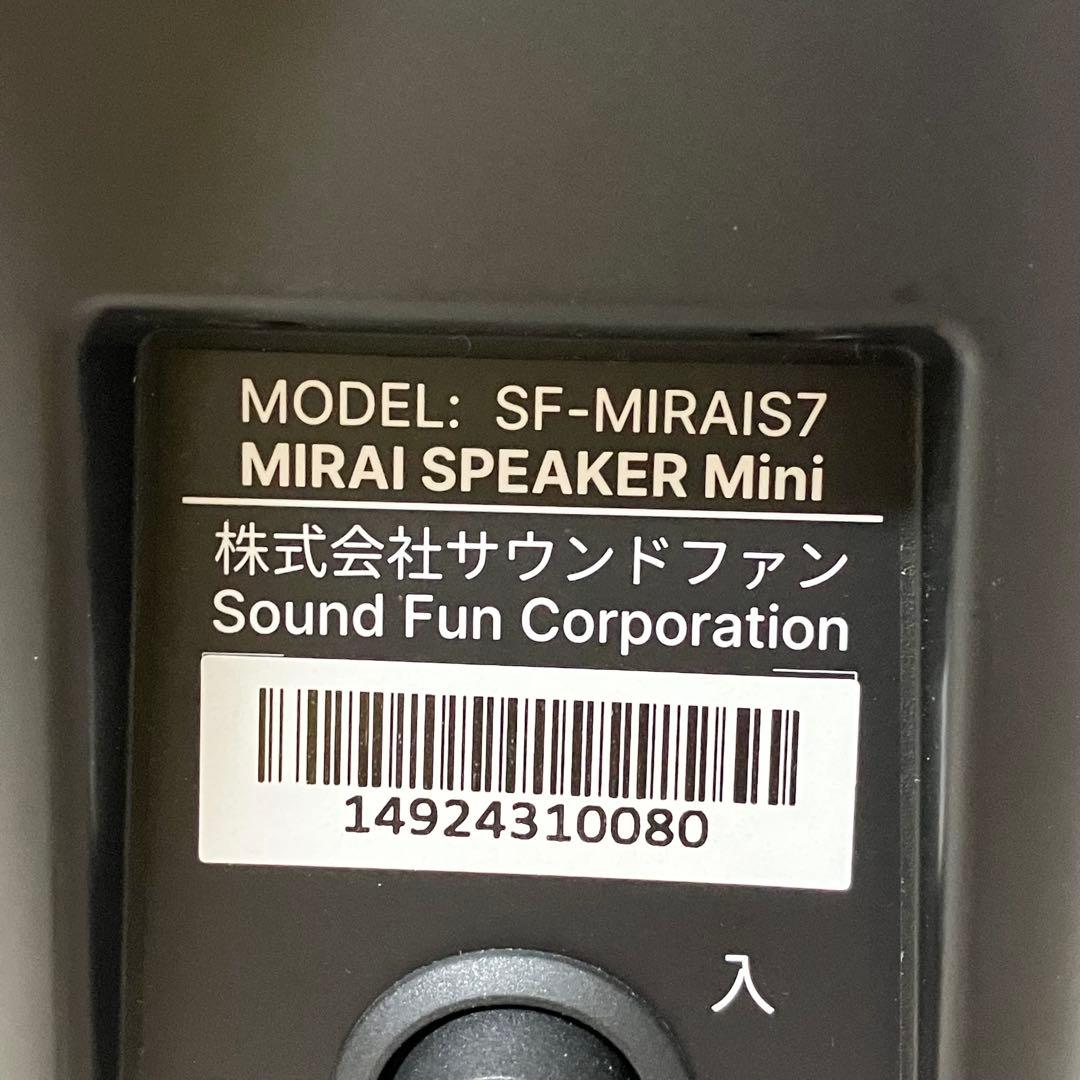 MODEL: SF-MIRAIS7
MIRAI SPEAKER Mini
株式会社サウンドファン
Sound Fun Corporation
14924310080
入